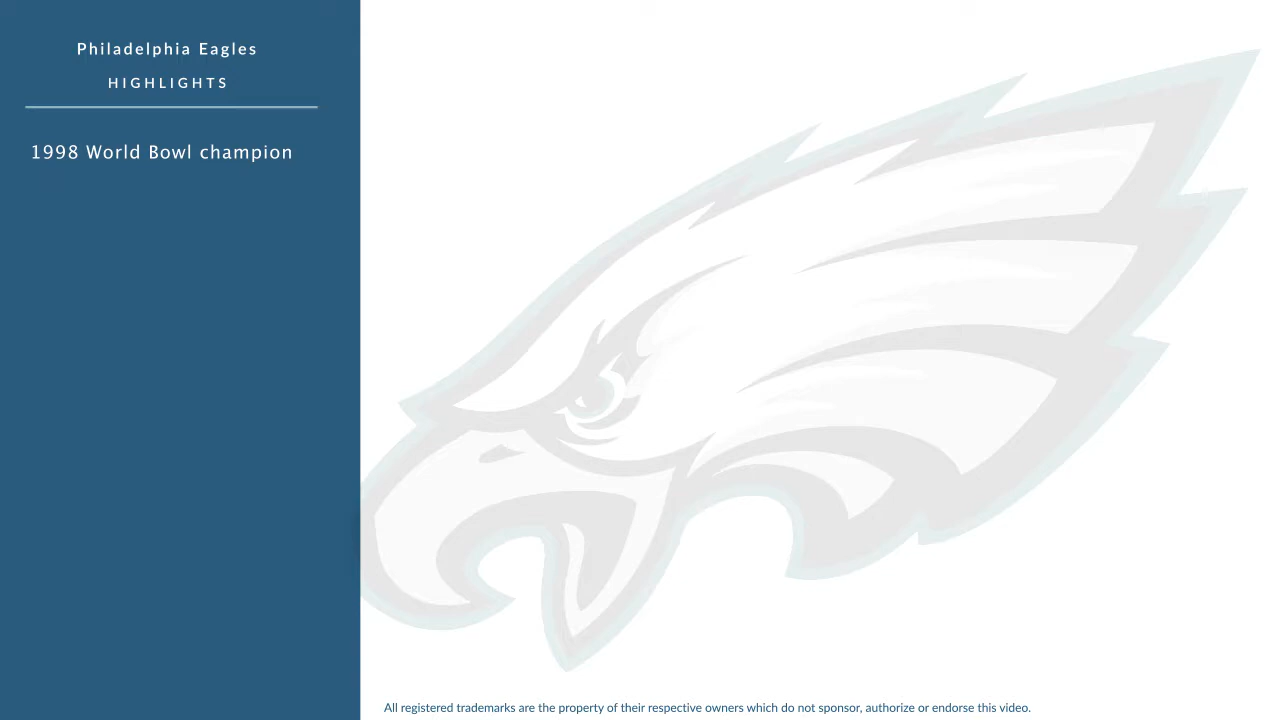 Philadelphia Eagles
HIGHLIGHTS
1998 World Bowl champion
All registered trademarks are the property of their respective owners which do not sponsor, authorize or endorse this video.